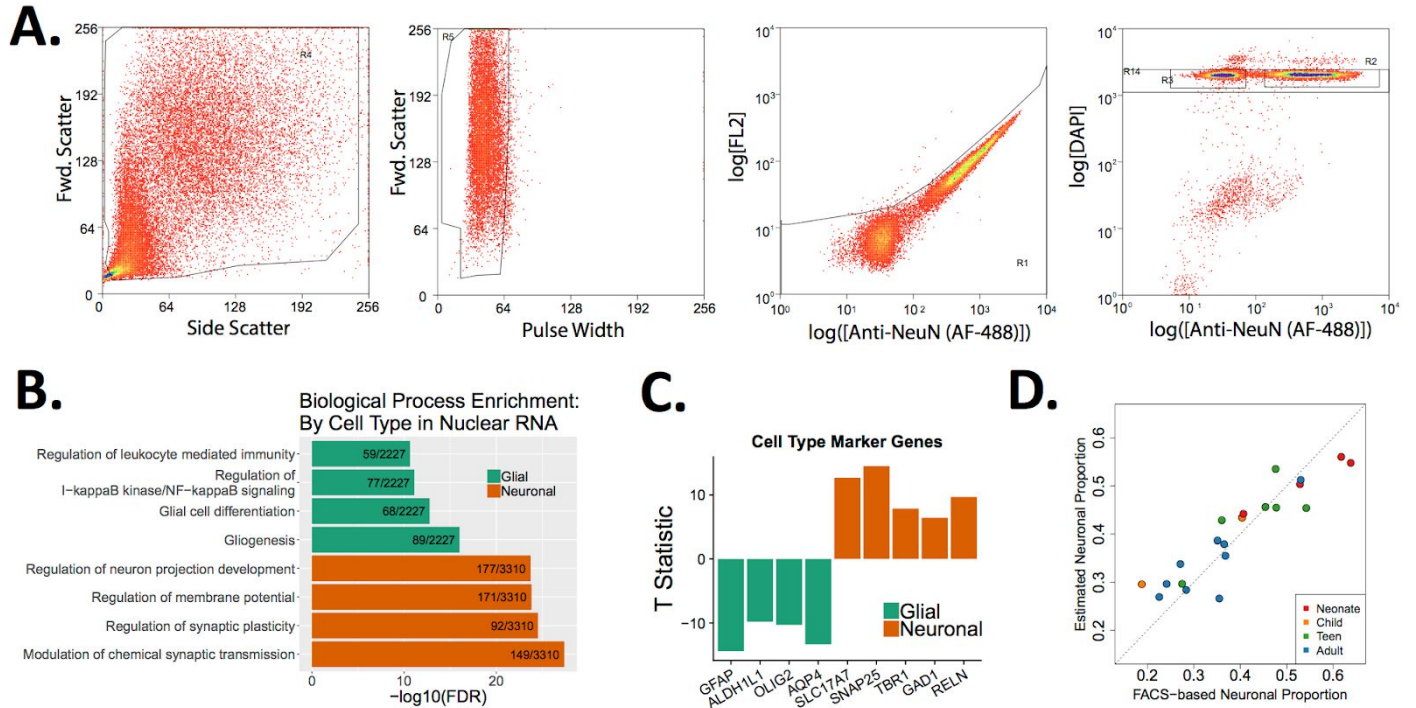 A.
256
192
128
64
0
Fwd. Scatter
R4
0 64 128 192 256
Side Scatter
256
192
128
64
0
Fwd. Scatter
R5
0 64 128 192 256
Pulse Width
10⁴
10³
10²
10¹
10⁰
log[FL2]
R1
10⁰ 10¹ 10² 10³ 10⁴
log([Anti-NeuN (AF-488)])
10⁴
10³
10²
10¹
10⁰
log[DAPI]
R14
R3
R2
10⁰ 10¹ 10² 10³ 10⁴
log([Anti-NeuN (AF-488)])
B.
Biological Process Enrichment:
By Cell Type in Nuclear RNA
Regulation of leukocyte mediated immunity 59/2227
Regulation of
I−kappaB kinase/NF−kappaB signaling 77/2227
Glial cell differentiation 68/2227
Gliogenesis 89/2227
Regulation of neuron projection development 177/3310
Regulation of membrane potential 171/3310
Regulation of synaptic plasticity 92/3310
Modulation of chemical synaptic transmission 149/3310
Glial
Neuronal
0 10 20
−log10(FDR)
C.
Cell Type Marker Genes
T Statistic
10
5
0
−10
Glial
Neuronal
GFAP
ALDH1L1
OLIG2
AQP4
SLC17A7
SNAP25
TBR1
GAD1
RELN
D.
Estimated Neuronal Proportion
0.6
0.5
0.4
0.3
0.2
Neonate
Child
Teen
Adult
0.2 0.3 0.4 0.5 0.6
FACS-based Neuronal Proportion